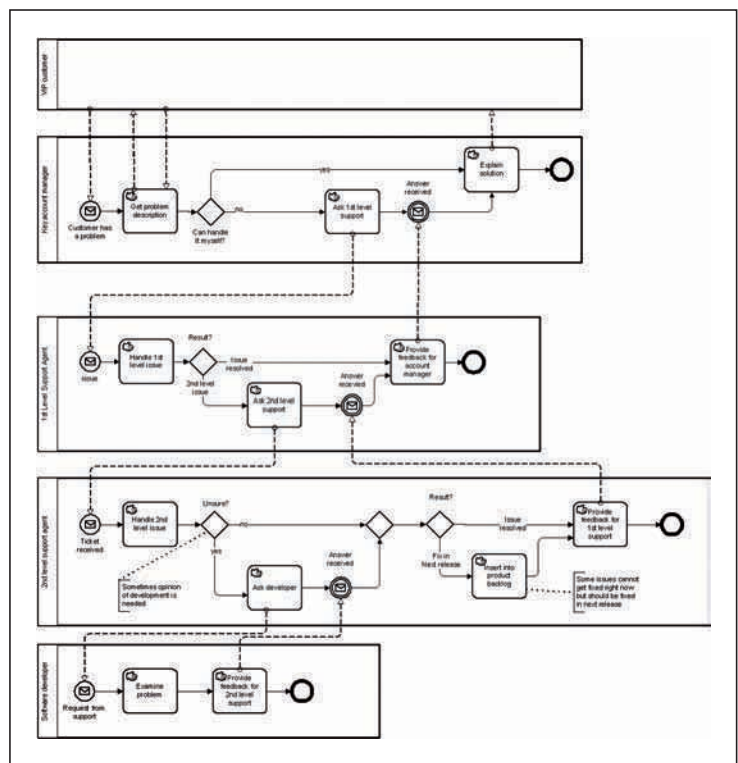 VIP customer
Key account manager
Customer has
a problem
Get problem
description
Can handle
it myself?
yes
no
Ask 1st level
support
Answer
received
Explain
solution
1st Level Support Agent
Issue
Handle 1st
level issue
Result?
Issue
resolved
2nd level
issue
Ask 2nd level
support
Answer
received
Provide
feedback for
account
manager
2nd level support agent
Ticket
received
Handle 2nd
level issue
Unsure?
no
yes
Sometimes opinion
of development is
needed
Ask developer
Answer
received
Result?
Issue
resolved
Fix in
Next release
Insert into
product
backlog
Provide
feedback for
1st level
support
Some issues cannot
get fixed right now
but should be fixed
in next release
Software developer
Request from
support
Examine
problem
Provide
feedback for
2nd level
support